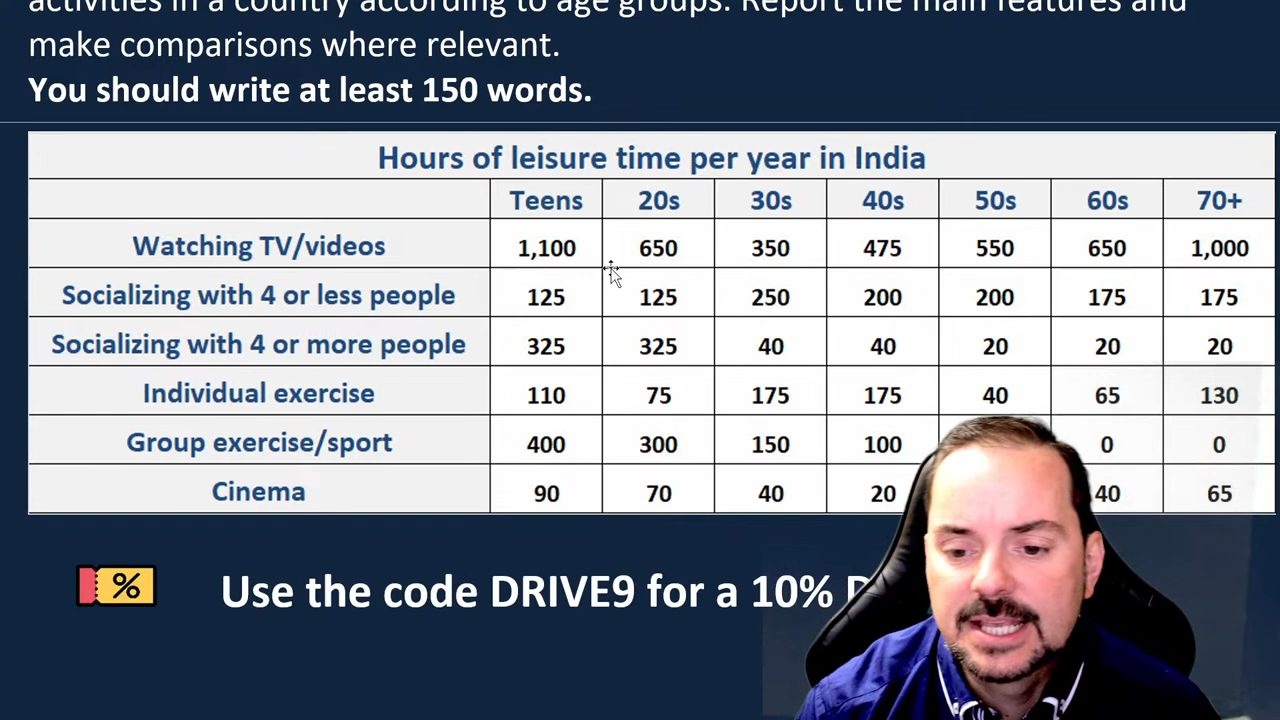 activities in a country according to age groups. Report the main features and
make comparisons where relevant.
You should write at least 150 words.
Hours of leisure time per year in India
Teens 20s 30s 40s 50s 60s 70+
Watching TV/videos 1,100 650 350 475 550 650 1,000
Socializing with 4 or less people 125 125 250 200 200 175 175
Socializing with 4 or more people 325 325 40 40 20 20 20
Individual exercise 110 75 175 175 40 65 130
Group exercise/sport 400 300 150 100 0 0
Cinema 90 70 40 20 40 65
%
Use the code DRIVE9 for a 10%